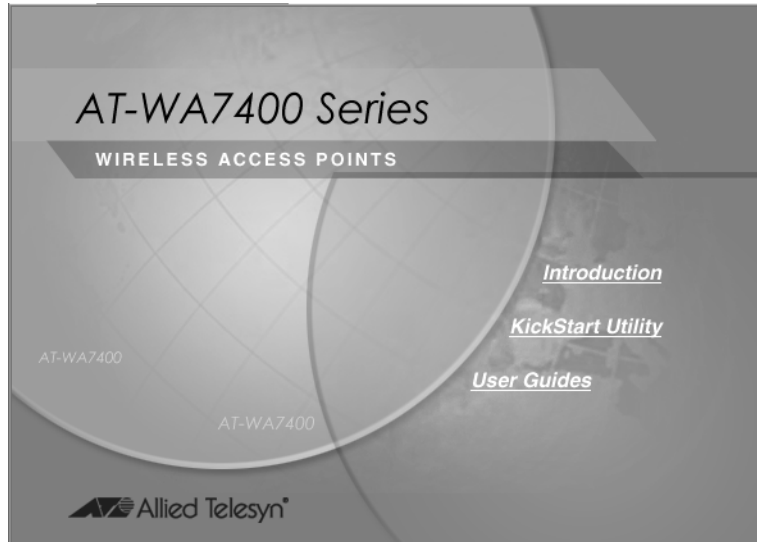 AT-WA7400 Series
WIRELESS ACCESS POINTS
Introduction
KickStart Utility
AT-WA7400
User Guides
AT-WA7400
Allied Telesyn®